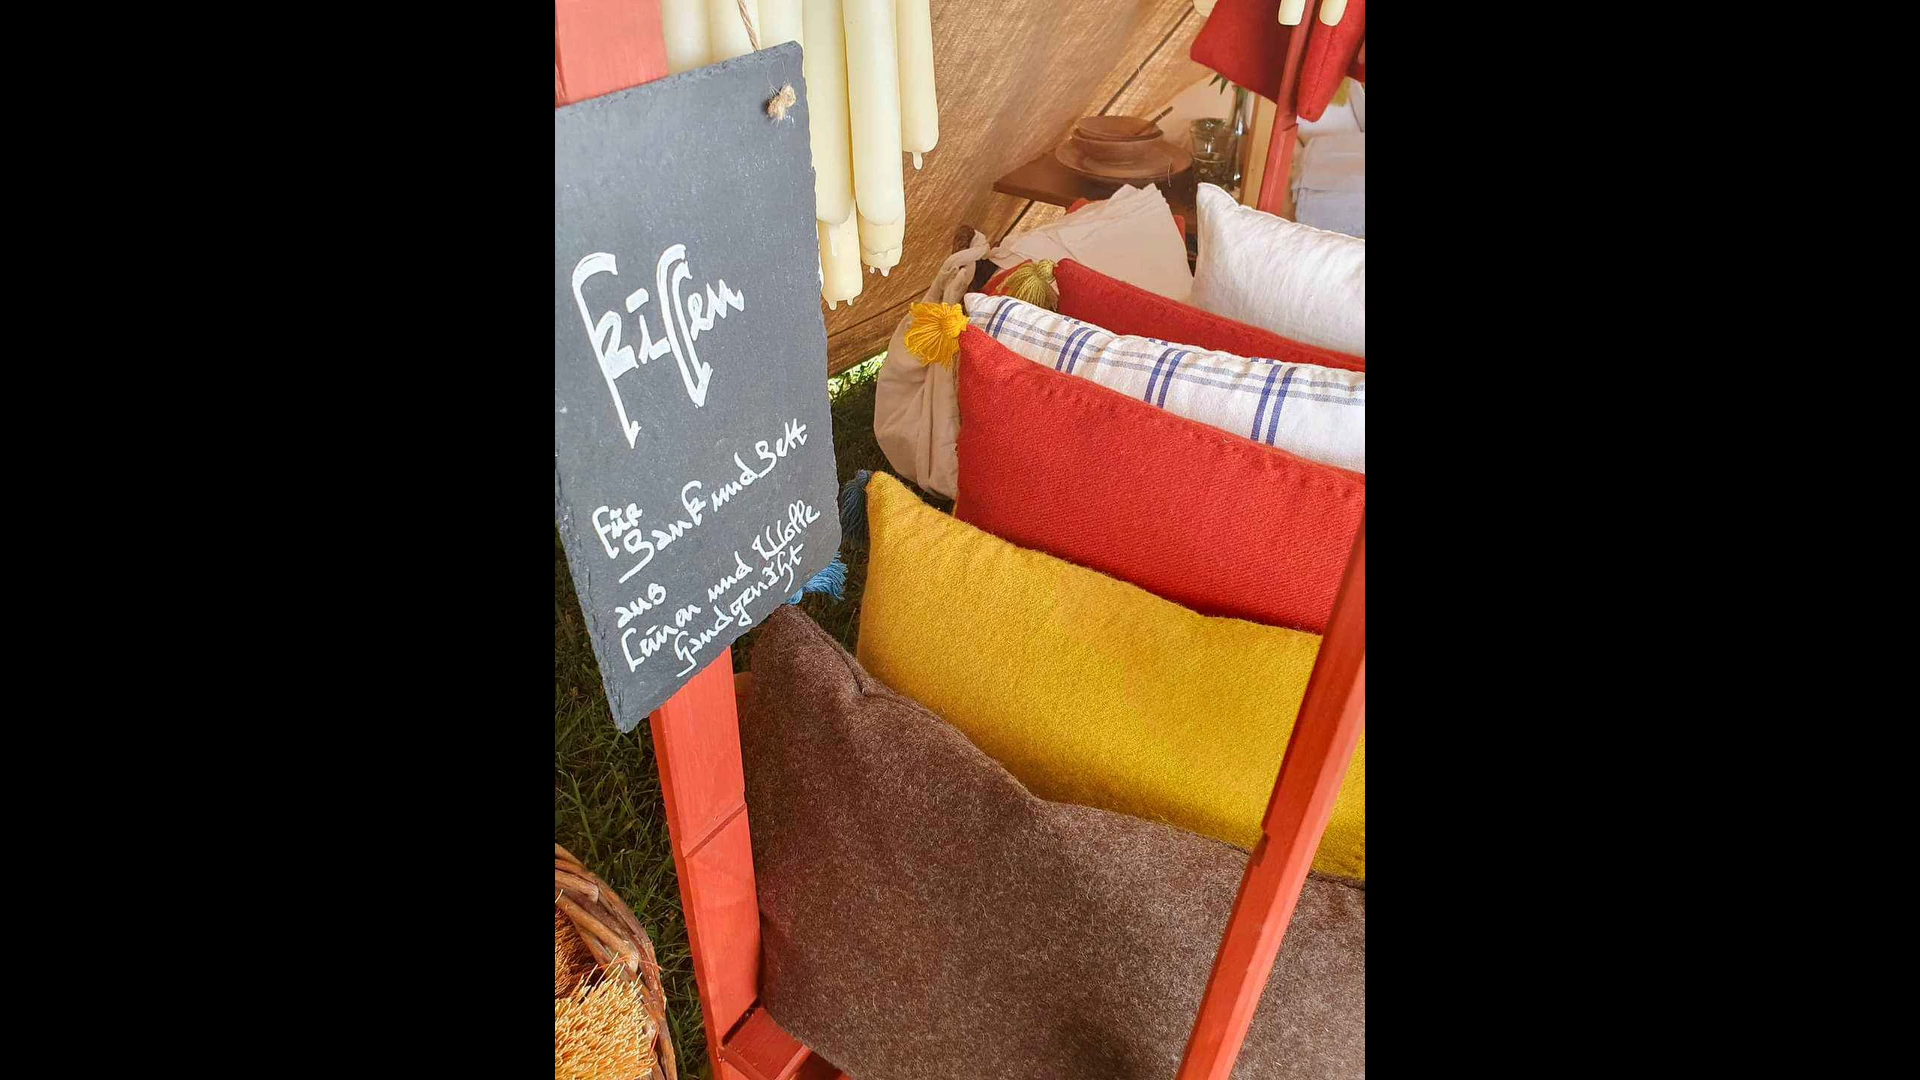 Kissen
für
Bank und Bett
aus
Leinen und Wolle
Handgenäht